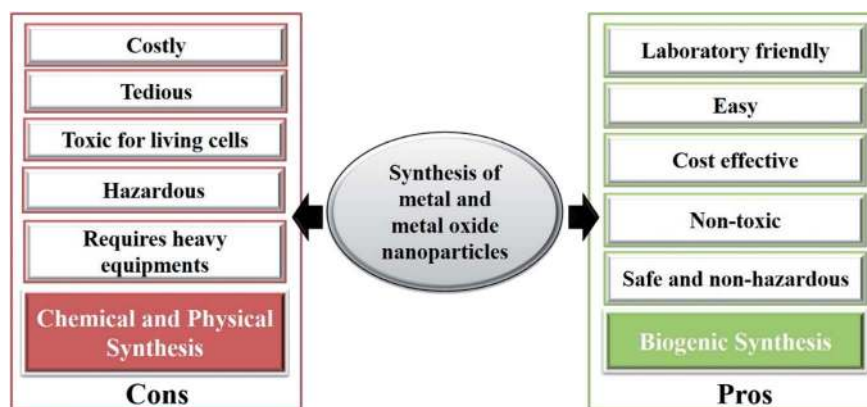 Costly
Tedious
Toxic for living cells
Hazardous
Requires heavy
equipments
Chemical and Physical
Synthesis
Cons
Synthesis of
metal and
metal oxide
nanoparticles
Laboratory friendly
Easy
Cost effective
Non-toxic
Safe and non-hazardous
Biogenic Synthesis
Pros